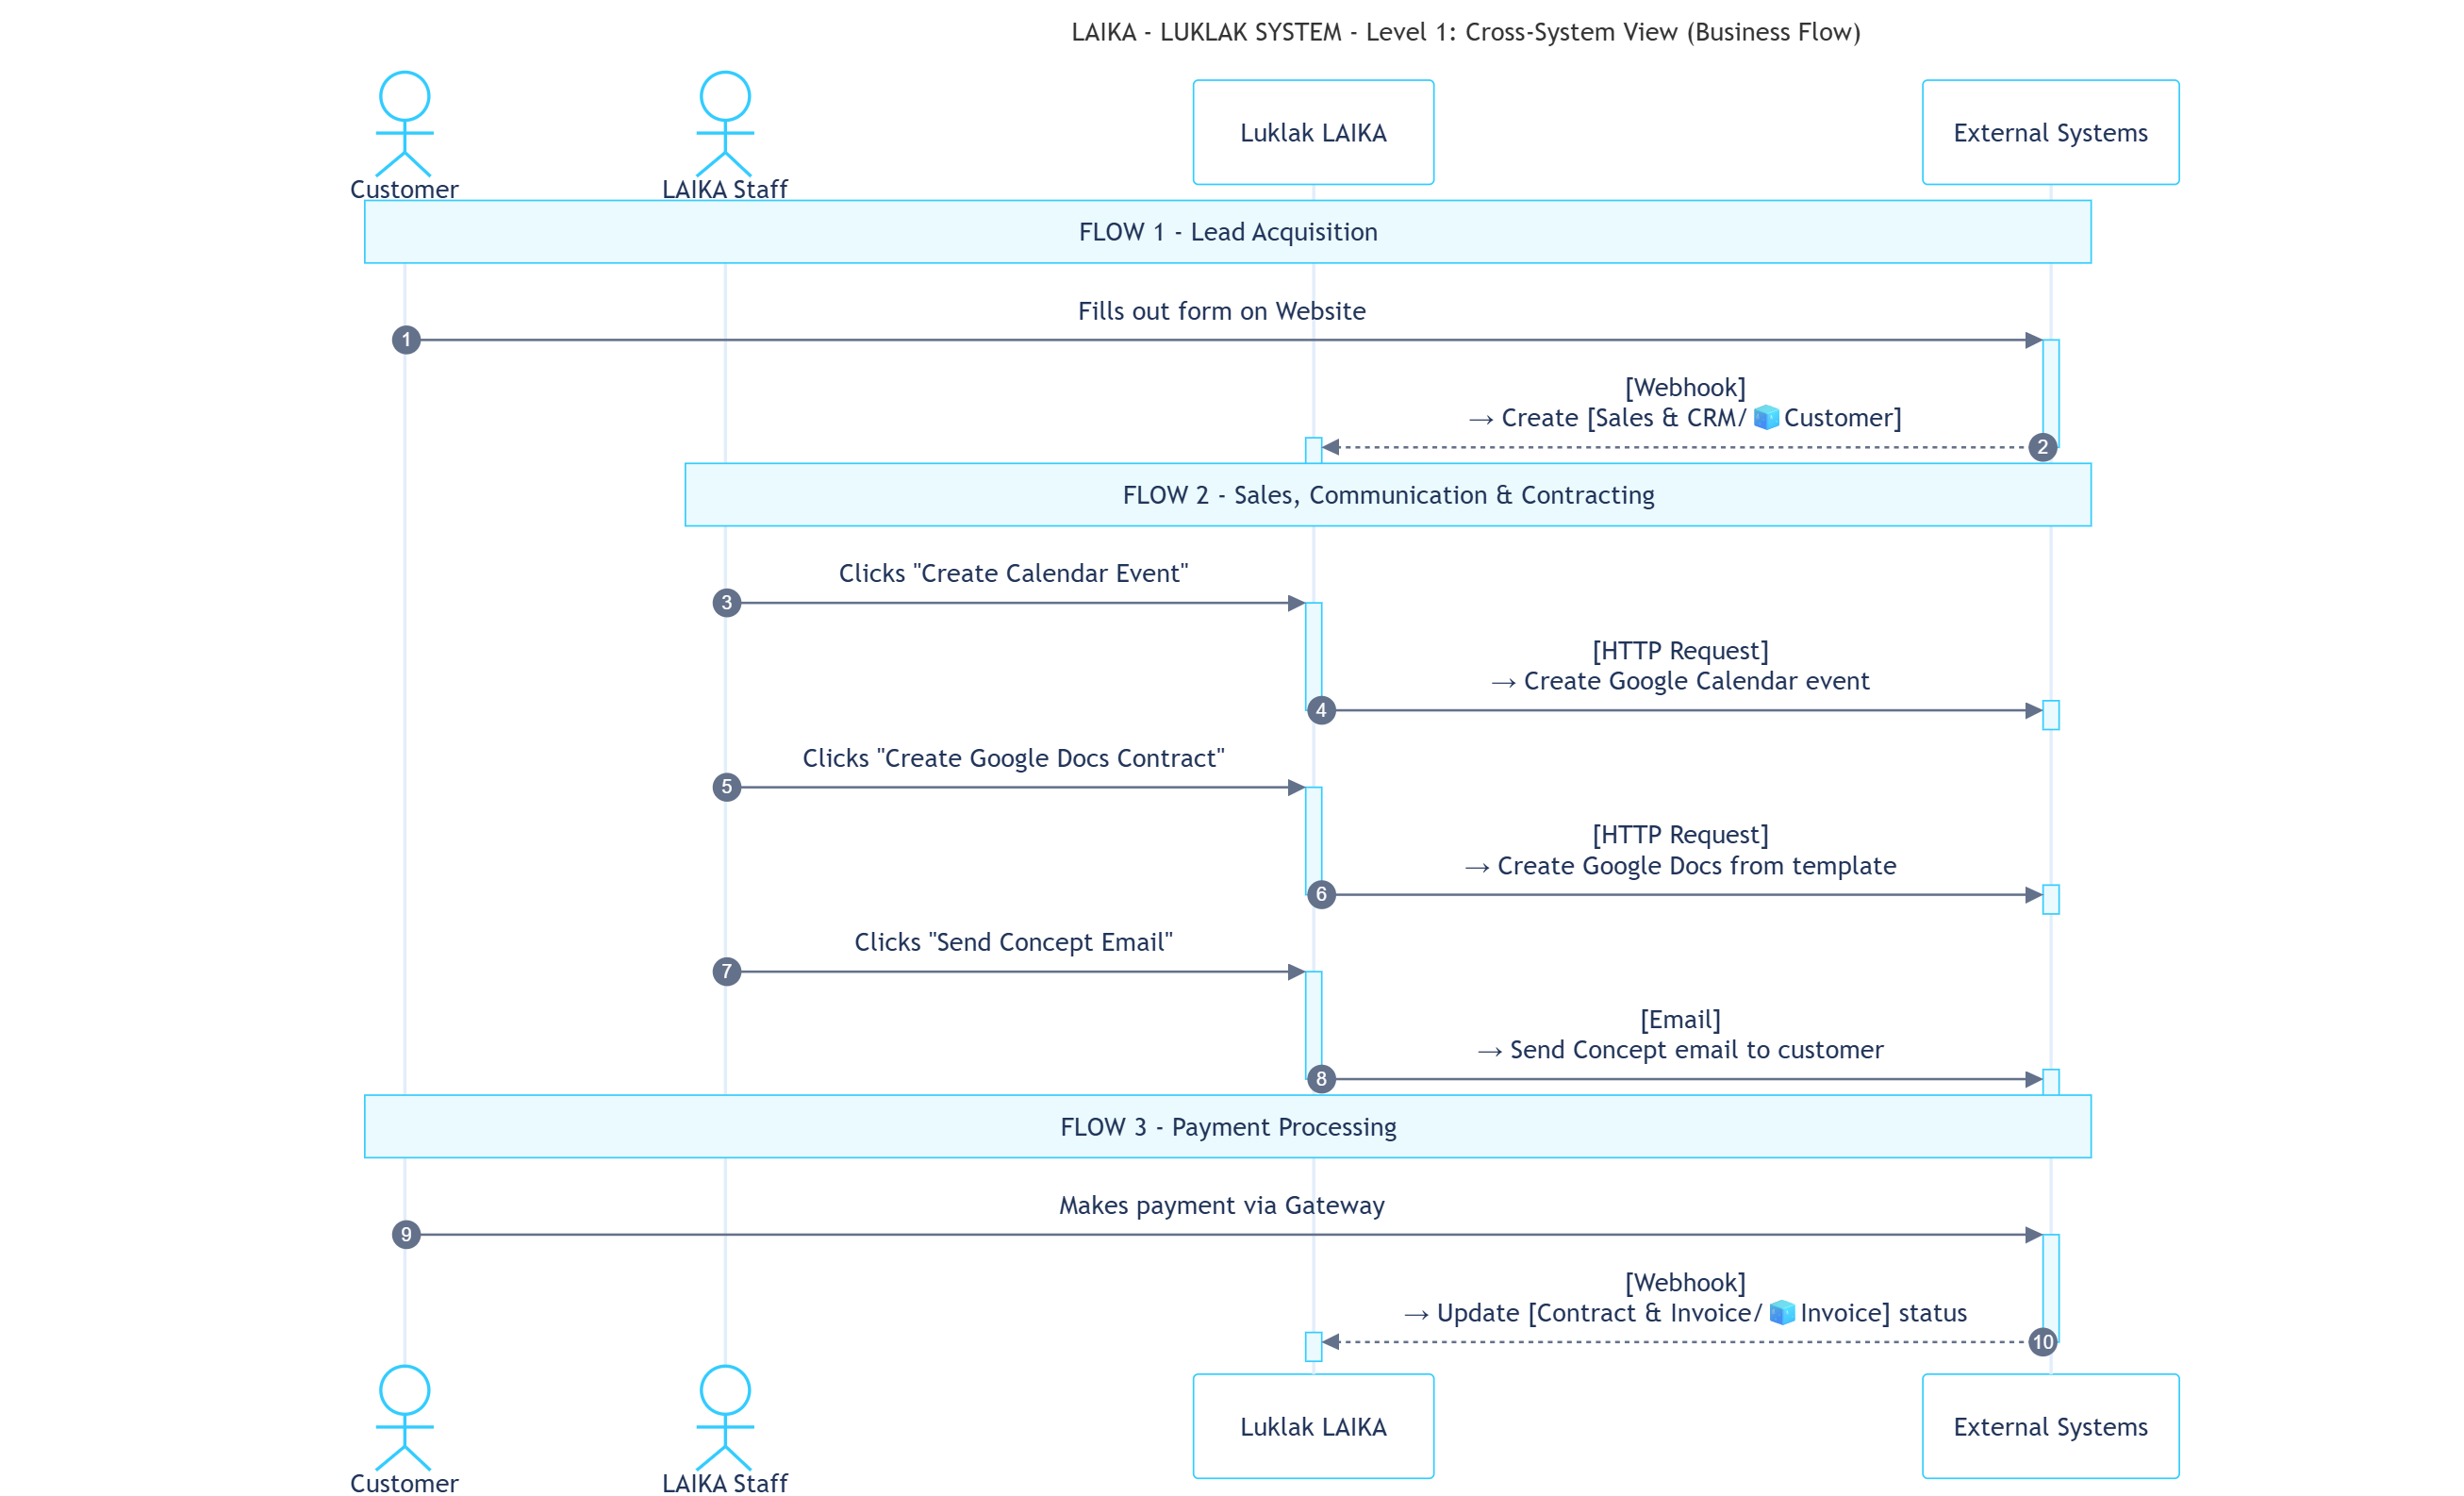 LAIKA - LUKLAK SYSTEM - Level 1: Cross-System View (Business Flow)
Customer
LAIKA Staff
Luklak LAIKA
External Systems
FLOW 1 - Lead Acquisition
Fills out form on Website
1
[Webhook]
→ Create [Sales & CRM/ 🧊Customer]
2
FLOW 2 - Sales, Communication & Contracting
Clicks "Create Calendar Event"
3
[HTTP Request]
→ Create Google Calendar event
4
Clicks "Create Google Docs Contract"
5
[HTTP Request]
→ Create Google Docs from template
6
Clicks "Send Concept Email"
7
[Email]
→ Send Concept email to customer
8
FLOW 3 - Payment Processing
Makes payment via Gateway
9
[Webhook]
→ Update [Contract & Invoice/ 🧊Invoice] status
10
Customer
LAIKA Staff
Luklak LAIKA
External Systems